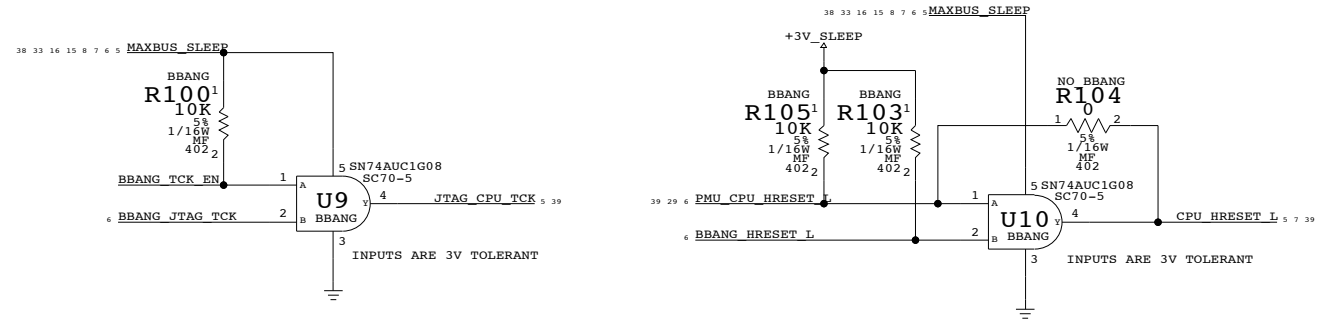 38 33 16 15 8 7 6 5 MAXBUS_SLEEP
BBANG
R100 1
10K
5%
1/16W
MF
402 2
BBANG_TCK_EN
6 BBANG_JTAG_TCK
1
A
2
B
5 SN74AUC1G08
SC70-5
U9
BBANG
Y
4
JTAG_CPU_TCK 5 39
3
INPUTS ARE 3V TOLERANT
38 33 16 15 8 7 6 5 MAXBUS_SLEEP
+3V_SLEEP
BBANG
R105 1
10K
5%
1/16W
MF
402 2
BBANG
R103 1
10K
5%
1/16W
MF
402 2
NO_BBANG
R104
0
1 2
5%
1/16W
MF
402
39 29 6 PMU_CPU_HRESET_L
6 BBANG_HRESET_L
1
A
2
B
5 SN74AUC1G08
SC70-5
U10
BBANG
Y
4
CPU_HRESET_L 5 7 39
3
INPUTS ARE 3V TOLERANT